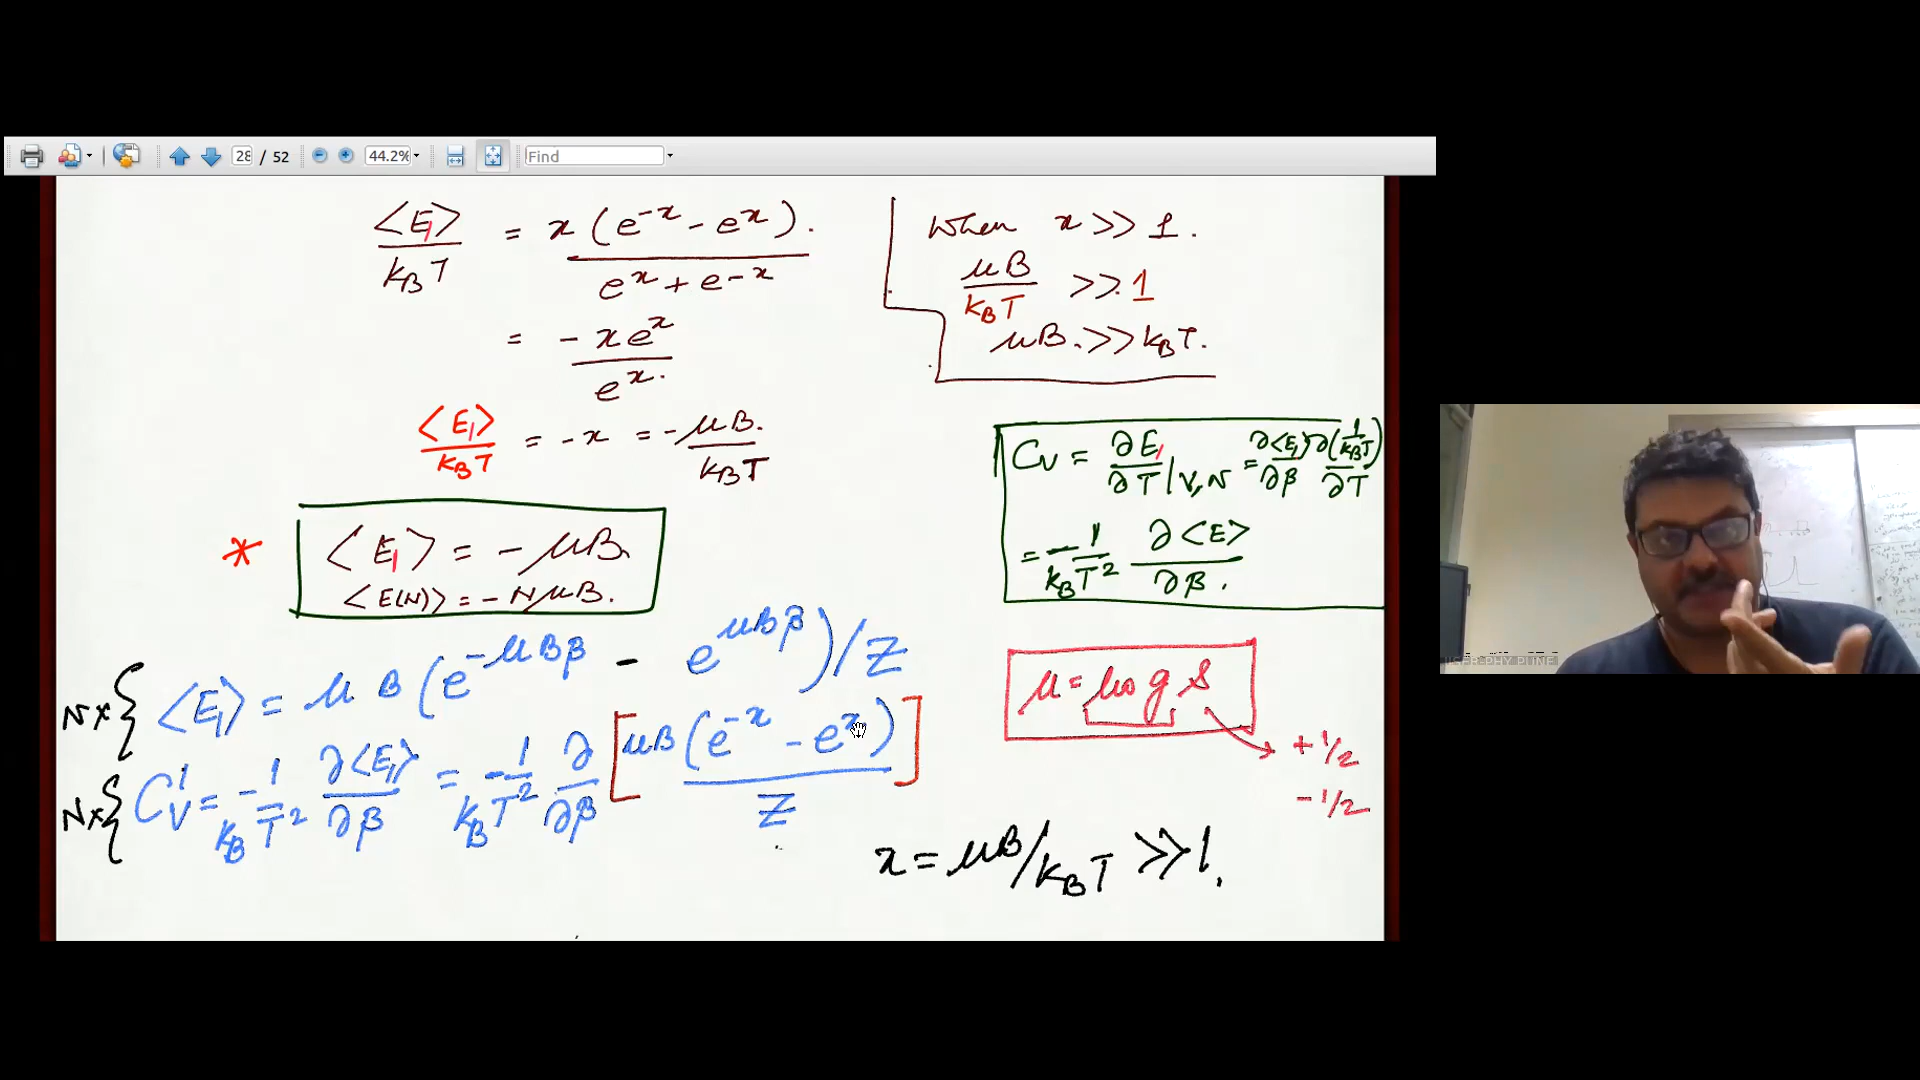 28 / 52 44.2% Find
<E₁>/k_BT = x(e^-x - e^x)./e^x + e^-x
= -xe^x/e^x.
<E₁>/k_BT = -x = -μB./k_BT
* <E₁> = -μB.
<E(N)> = -NμB.
When x >> 1.
μB/k_BT >> 1
μB. >> k_BT.
C_V = ∂E₁/∂T|V,N = ∂<E₁>/∂β ∂(1/k_BT)/∂T
= -1/k_BT² ∂<E>/∂β.
μ = μ₀ g s
+1/2
-1/2
N× { <E₁> = μB(e^-μBβ - e^μBβ)/Z
N× { C_V^1 = -1/k_BT² ∂<E₁>/∂β = -1/k_BT² ∂/∂β [μB(e^-x - e^x)/Z]
x = μB/k_BT >> 1.